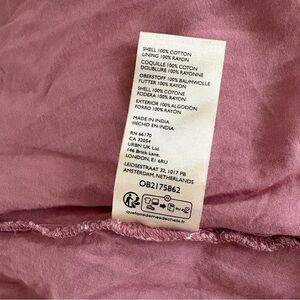 SHELL 100% COTTON
LINING 100% RAYON
COQUILLE 100% COTON
DOUBLURE 100% RAYONNE
OBERSTOFF 100% BAUMWOLLE
FUTTER 100% RAYON
SHELL 100% COTONE
FODERA 100% RAYON
EXTERIOR 100% ALGODÓN
FORRO 100% RAYÓN
MADE IN INDIA
HECHO EN INDIA
RN 66170
CA 32054
URBN UK Ltd.
146 Brick Lane,
LONDON, E1 6RU
LEIDSESTRAAT 32, 1017 PB
AMSTERDAM, NETHERLANDS
OB2175862
quefairedemesdechets.fr